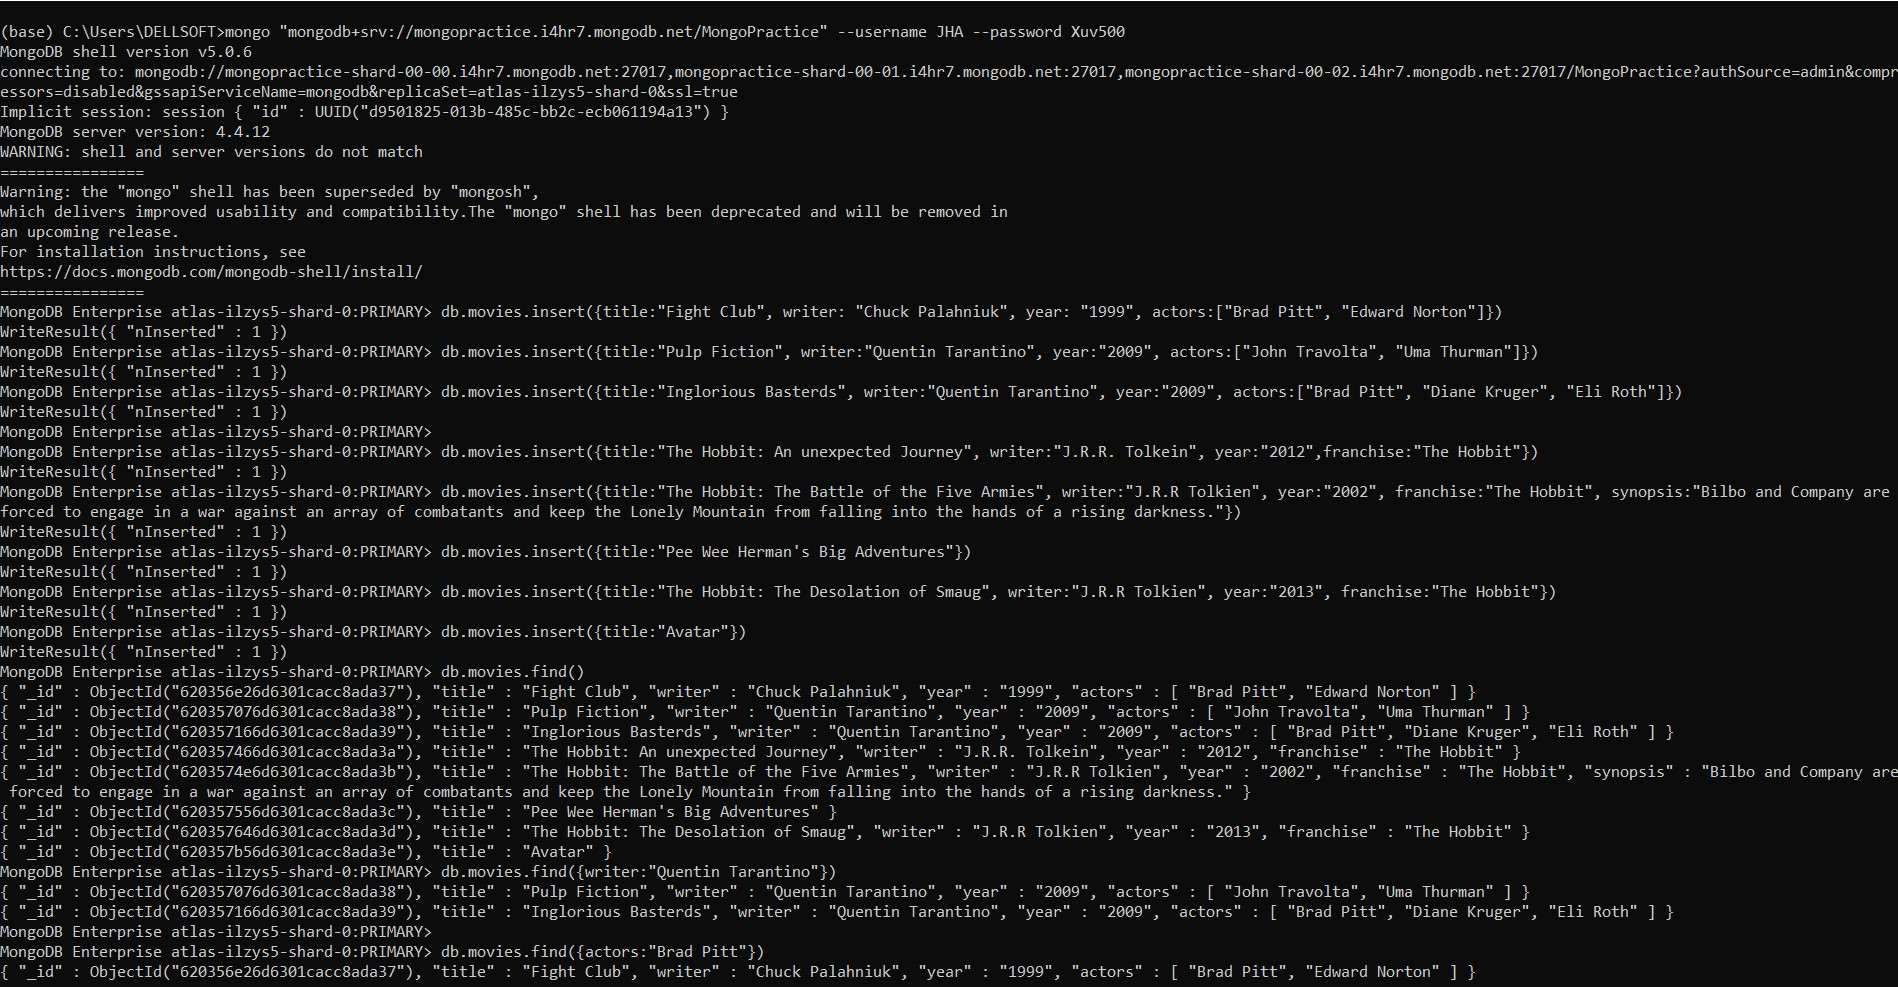 (base) C:\Users\DELLSOFT>mongo "mongodb+srv://mongopractice.i4hr7.mongodb.net/MongoPractice" --username JHA --password Xuv500
MongoDB shell version v5.0.6
connecting to: mongodb://mongopractice-shard-00-00.i4hr7.mongodb.net:27017,mongopractice-shard-00-01.i4hr7.mongodb.net:27017,mongopractice-shard-00-02.i4hr7.mongodb.net:27017/MongoPractice?authSource=admin&compr
essors=disabled&gssapiServiceName=mongodb&replicaSet=atlas-ilzys5-shard-0&ssl=true
Implicit session: session { "id" : UUID("d9501825-013b-485c-bb2c-ecb061194a13") }
MongoDB server version: 4.4.12
WARNING: shell and server versions do not match
================
Warning: the "mongo" shell has been superseded by "mongosh",
which delivers improved usability and compatibility.The "mongo" shell has been deprecated and will be removed in
an upcoming release.
For installation instructions, see
https://docs.mongodb.com/mongodb-shell/install/
================
MongoDB Enterprise atlas-ilzys5-shard-0:PRIMARY> db.movies.insert({title:"Fight Club", writer: "Chuck Palahniuk", year: "1999", actors:["Brad Pitt", "Edward Norton"]})
WriteResult({ "nInserted" : 1 })
MongoDB Enterprise atlas-ilzys5-shard-0:PRIMARY> db.movies.insert({title:"Pulp Fiction", writer:"Quentin Tarantino", year:"2009", actors:["John Travolta", "Uma Thurman"]})
WriteResult({ "nInserted" : 1 })
MongoDB Enterprise atlas-ilzys5-shard-0:PRIMARY> db.movies.insert({title:"Inglorious Basterds", writer:"Quentin Tarantino", year:"2009", actors:["Brad Pitt", "Diane Kruger", "Eli Roth"]})
WriteResult({ "nInserted" : 1 })
MongoDB Enterprise atlas-ilzys5-shard-0:PRIMARY>
MongoDB Enterprise atlas-ilzys5-shard-0:PRIMARY> db.movies.insert({title:"The Hobbit: An unexpected Journey", writer:"J.R.R. Tolkein", year:"2012",franchise:"The Hobbit"})
WriteResult({ "nInserted" : 1 })
MongoDB Enterprise atlas-ilzys5-shard-0:PRIMARY> db.movies.insert({title:"The Hobbit: The Battle of the Five Armies", writer:"J.R.R Tolkien", year:"2002", franchise:"The Hobbit", synopsis:"Bilbo and Company are
forced to engage in a war against an array of combatants and keep the Lonely Mountain from falling into the hands of a rising darkness."})
WriteResult({ "nInserted" : 1 })
MongoDB Enterprise atlas-ilzys5-shard-0:PRIMARY> db.movies.insert({title:"Pee Wee Herman's Big Adventures"})
WriteResult({ "nInserted" : 1 })
MongoDB Enterprise atlas-ilzys5-shard-0:PRIMARY> db.movies.insert({title:"The Hobbit: The Desolation of Smaug", writer:"J.R.R Tolkien", year:"2013", franchise:"The Hobbit"})
WriteResult({ "nInserted" : 1 })
MongoDB Enterprise atlas-ilzys5-shard-0:PRIMARY> db.movies.insert({title:"Avatar"})
WriteResult({ "nInserted" : 1 })
MongoDB Enterprise atlas-ilzys5-shard-0:PRIMARY> db.movies.find()
{ "_id" : ObjectId("620356e26d6301cacc8ada37"), "title" : "Fight Club", "writer" : "Chuck Palahniuk", "year" : "1999", "actors" : [ "Brad Pitt", "Edward Norton" ] }
{ "_id" : ObjectId("620357076d6301cacc8ada38"), "title" : "Pulp Fiction", "writer" : "Quentin Tarantino", "year" : "2009", "actors" : [ "John Travolta", "Uma Thurman" ] }
{ "_id" : ObjectId("620357166d6301cacc8ada39"), "title" : "Inglorious Basterds", "writer" : "Quentin Tarantino", "year" : "2009", "actors" : [ "Brad Pitt", "Diane Kruger", "Eli Roth" ] }
{ "_id" : ObjectId("620357466d6301cacc8ada3a"), "title" : "The Hobbit: An unexpected Journey", "writer" : "J.R.R. Tolkein", "year" : "2012", "franchise" : "The Hobbit" }
{ "_id" : ObjectId("6203574e6d6301cacc8ada3b"), "title" : "The Hobbit: The Battle of the Five Armies", "writer" : "J.R.R Tolkien", "year" : "2002", "franchise" : "The Hobbit", "synopsis" : "Bilbo and Company are
forced to engage in a war against an array of combatants and keep the Lonely Mountain from falling into the hands of a rising darkness." }
{ "_id" : ObjectId("620357556d6301cacc8ada3c"), "title" : "Pee Wee Herman's Big Adventures" }
{ "_id" : ObjectId("620357646d6301cacc8ada3d"), "title" : "The Hobbit: The Desolation of Smaug", "writer" : "J.R.R Tolkien", "year" : "2013", "franchise" : "The Hobbit" }
{ "_id" : ObjectId("620357b56d6301cacc8ada3e"), "title" : "Avatar" }
MongoDB Enterprise atlas-ilzys5-shard-0:PRIMARY> db.movies.find({writer:"Quentin Tarantino"})
{ "_id" : ObjectId("620357076d6301cacc8ada38"), "title" : "Pulp Fiction", "writer" : "Quentin Tarantino", "year" : "2009", "actors" : [ "John Travolta", "Uma Thurman" ] }
{ "_id" : ObjectId("620357166d6301cacc8ada39"), "title" : "Inglorious Basterds", "writer" : "Quentin Tarantino", "year" : "2009", "actors" : [ "Brad Pitt", "Diane Kruger", "Eli Roth" ] }
MongoDB Enterprise atlas-ilzys5-shard-0:PRIMARY>
MongoDB Enterprise atlas-ilzys5-shard-0:PRIMARY> db.movies.find({actors:"Brad Pitt"})
{ "_id" : ObjectId("620356e26d6301cacc8ada37"), "title" : "Fight Club", "writer" : "Chuck Palahniuk", "year" : "1999", "actors" : [ "Brad Pitt", "Edward Norton" ] }